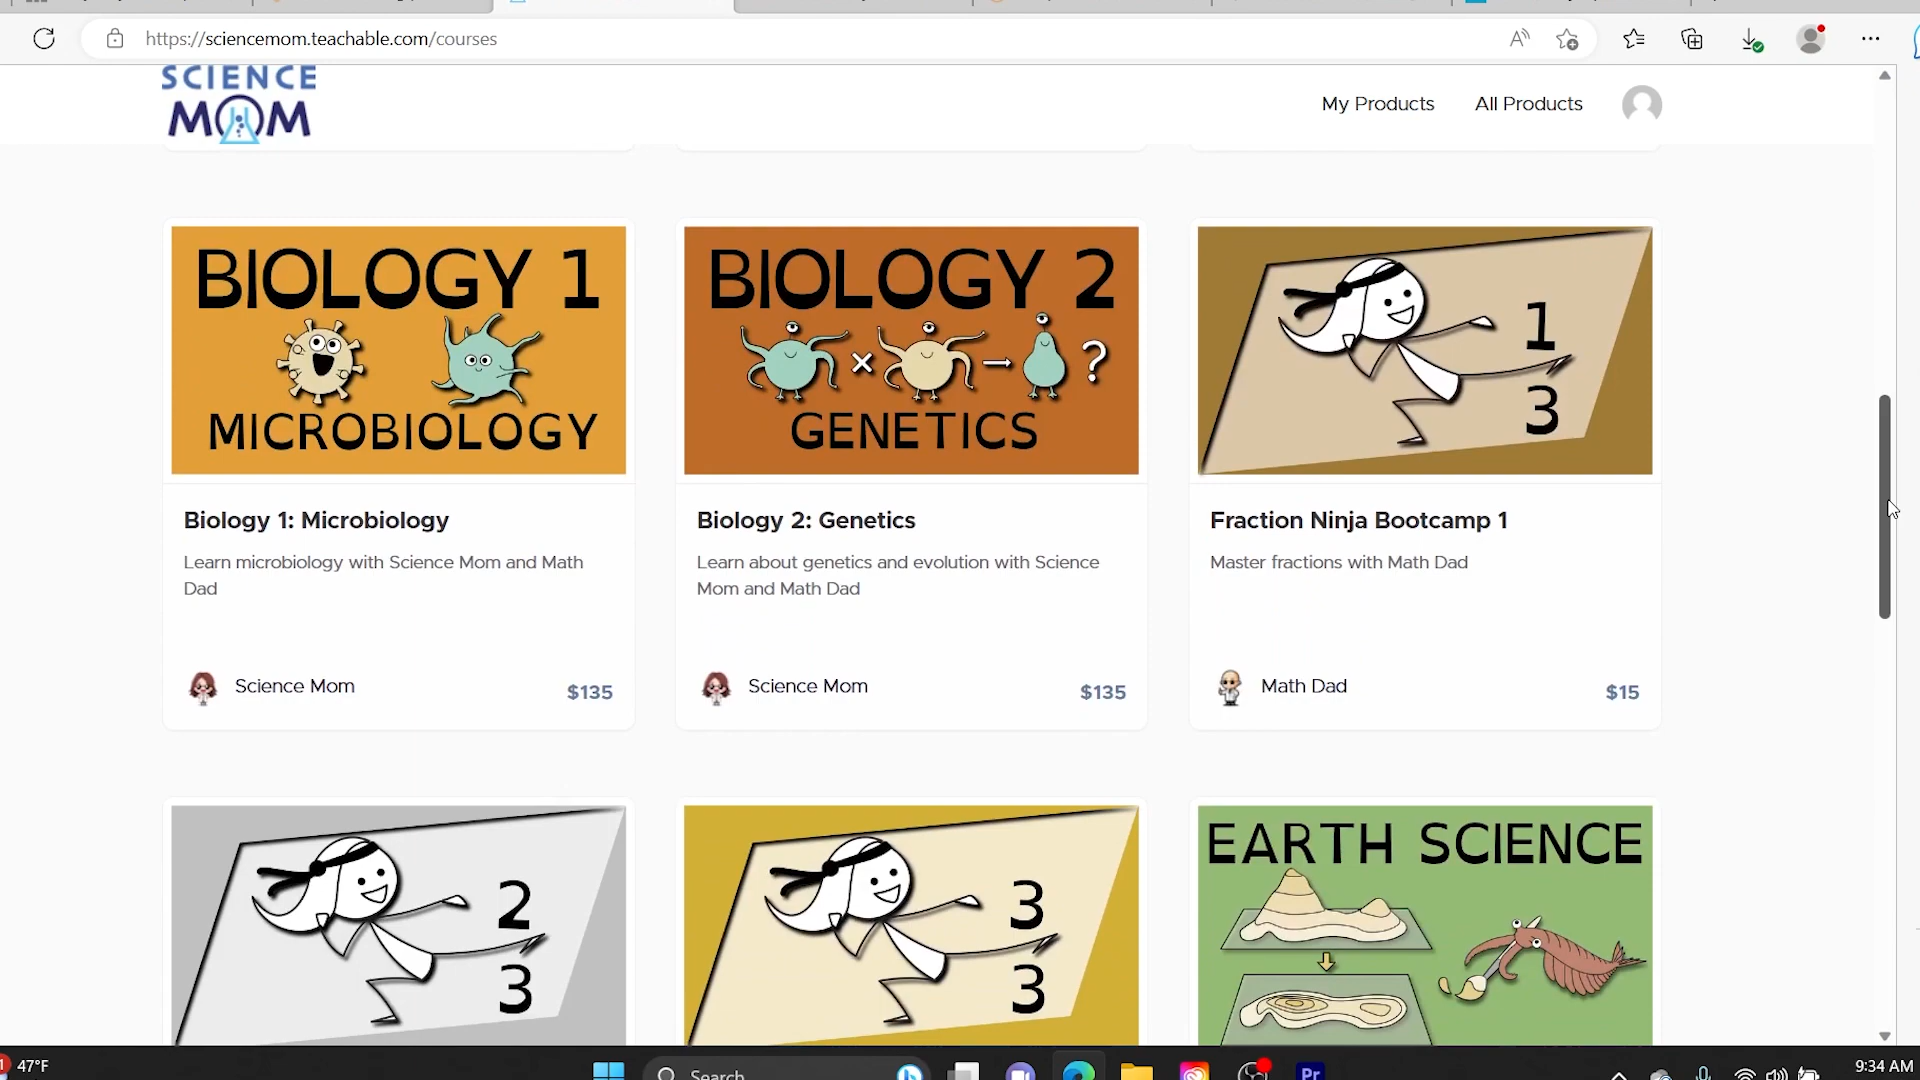 https://sciencemom.teachable.com/courses
SCIENCE
MOM
My Products
All Products
BIOLOGY 1
MICROBIOLOGY
BIOLOGY 2
× → ?
GENETICS
1
3
Biology 1: Microbiology
Learn microbiology with Science Mom and Math
Dad
Science Mom
$135
Biology 2: Genetics
Learn about genetics and evolution with Science
Mom and Math Dad
Science Mom
$135
Fraction Ninja Bootcamp 1
Master fractions with Math Dad
Math Dad
$15
2
3
3
3
EARTH SCIENCE
47°F
Search
Pr
9:34 AM